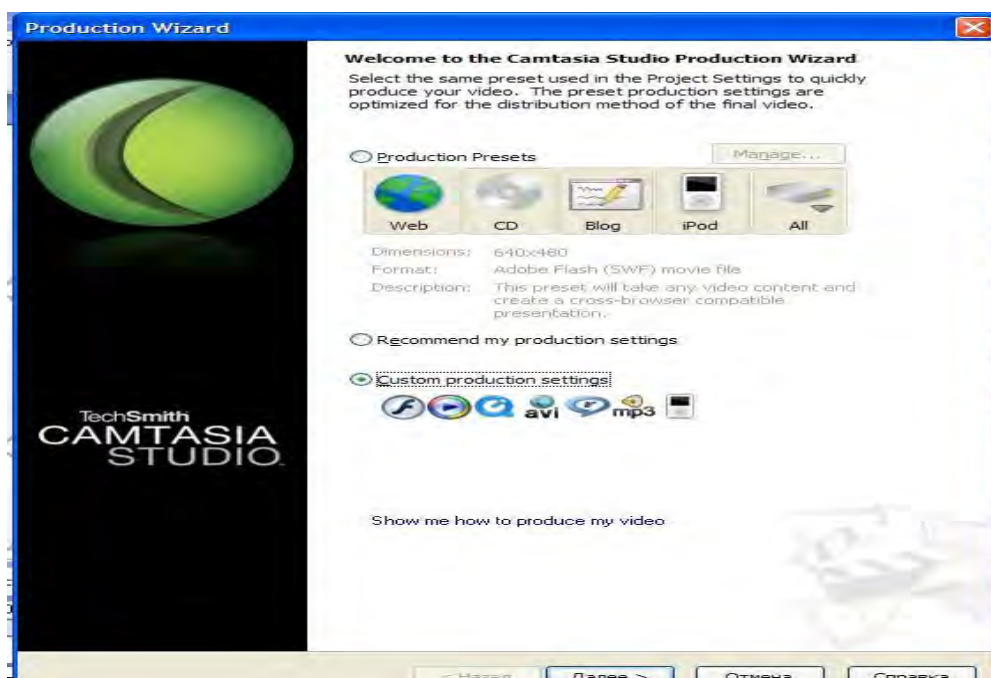 Production Wizard
Welcome to the Camtasia Studio Production Wizard
Select the same preset used in the Project Settings to quickly
produce your video. The preset production settings are
optimized for the distribution method of the final video.
Production Presets
Manage...
Web CD Blog iPod All
Dimensions: 640x480
Format: Adobe Flash (SWF) movie file
Description: This preset will take any video content and
create a cross-browser compatible
presentation.
Recommend my production settings
Custom production settings
avi mp3
TechSmith
CAMTASIA
STUDIO
Show me how to produce my video
< Назад Далее > Отмена Справка